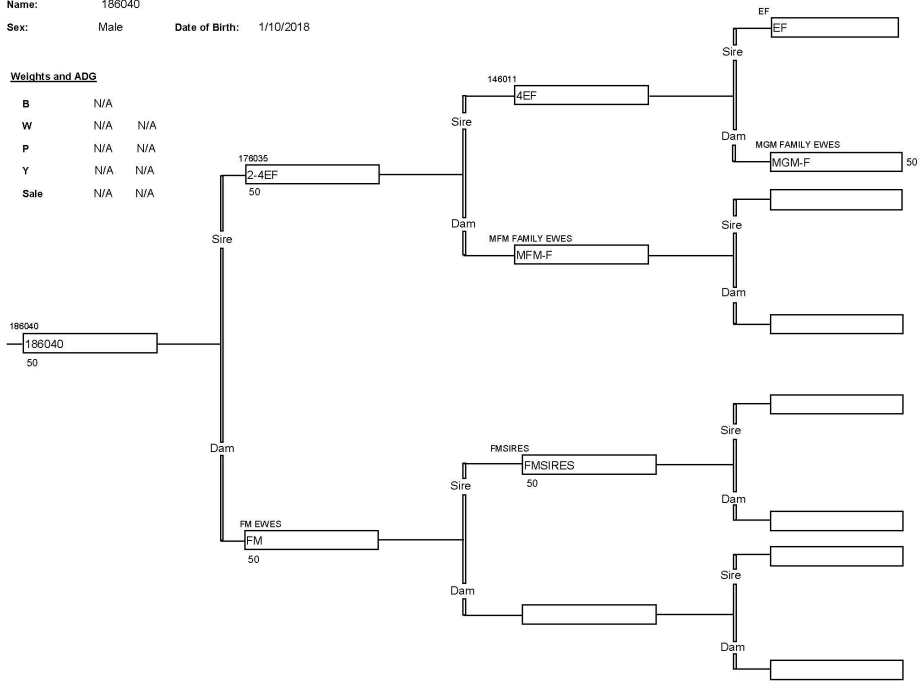 Name: 186040
Sex: Male Date of Birth: 1/10/2018
Weights and ADG
B N/A
W N/A N/A
P N/A N/A
Y N/A N/A
Sale N/A N/A
186040
186040
50
Sire
Dam
176035
2-4EF
50
FM EWES
FM
50
Sire
Dam
146011
4EF
MFM FAMILY EWES
MFM-F
Sire
Dam
FMSIRES
FMSIRES
50
Sire
Dam
EF
EF
MGM FAMILY EWES
MGM-F 50
Sire
Dam
Sire
Dam
Sire
Dam